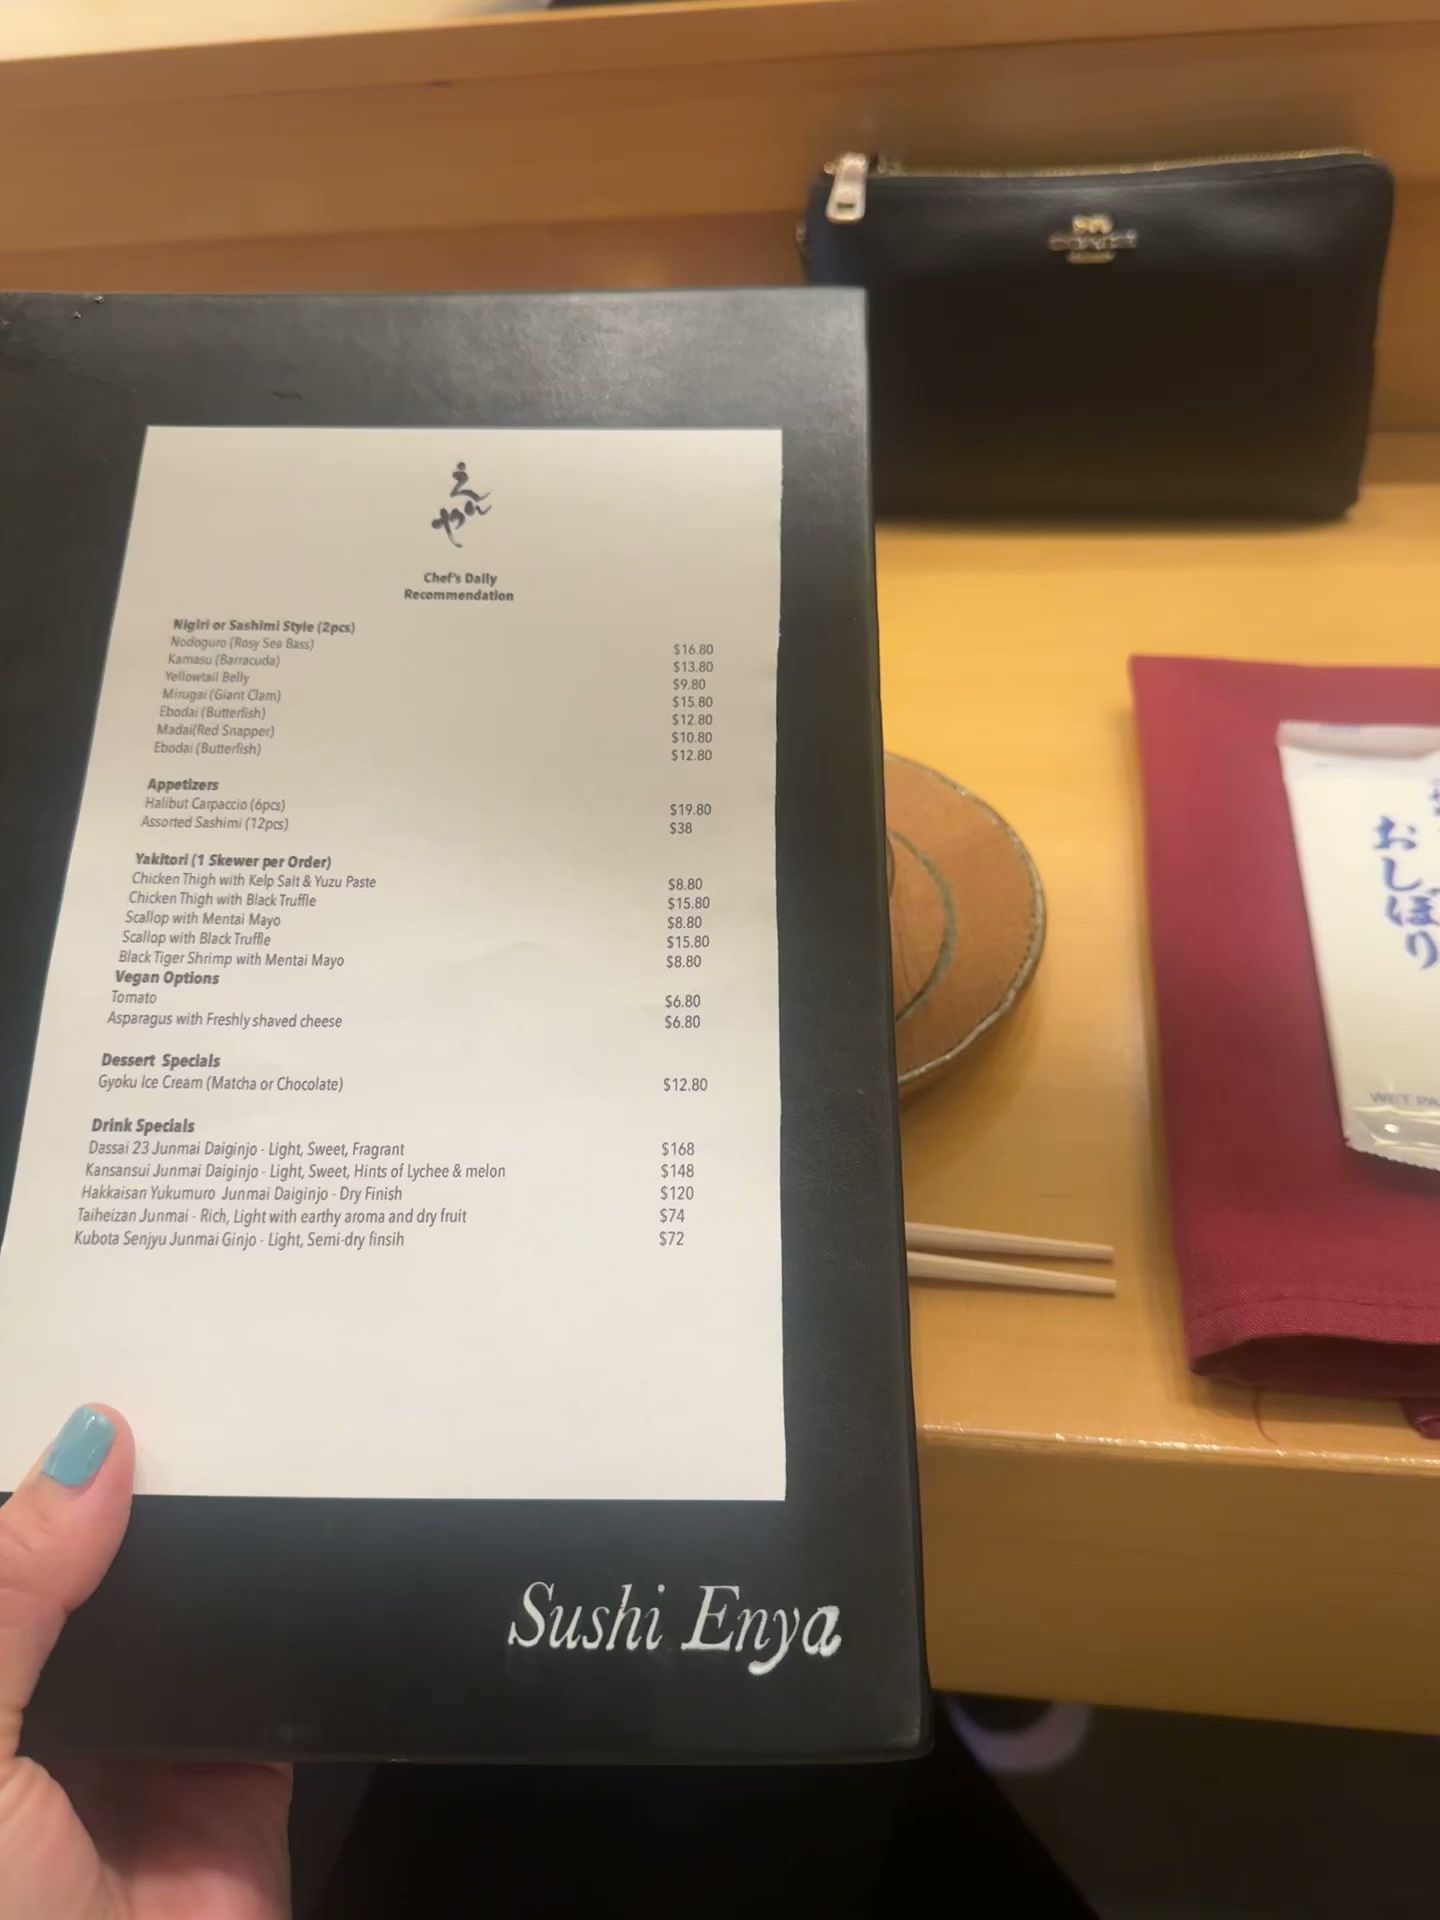 えんや
Chef's Daily
Recommendation
Nigiri or Sashimi Style (2pcs)
Nodoguro (Rosy Sea Bass) $16.80
Kamasu (Barracuda) $13.80
Yellowtail Belly $9.80
Mirugai (Giant Clam) $15.80
Ebodai (Butterfish) $12.80
Madai(Red Snapper) $10.80
Ebodai (Butterfish) $12.80
Appetizers
Halibut Carpaccio (6pcs) $19.80
Assorted Sashimi (12pcs) $38
Yakitori (1 Skewer per Order)
Chicken Thigh with Kelp Salt & Yuzu Paste $8.80
Chicken Thigh with Black Truffle $15.80
Scallop with Mentai Mayo $8.80
Scallop with Black Truffle $15.80
Black Tiger Shrimp with Mentai Mayo $8.80
Vegan Options
Tomato $6.80
Asparagus with Freshly shaved cheese $6.80
Dessert Specials
Gyoku Ice Cream (Matcha or Chocolate) $12.80
Drink Specials
Dassai 23 Junmai Daiginjo - Light, Sweet, Fragrant $168
Kansansui Junmai Daiginjo - Light, Sweet, Hints of Lychee & melon $148
Hakkaisan Yukumuro Junmai Daiginjo - Dry Finish $120
Taiheizan Junmai - Rich, Light with earthy aroma and dry fruit $74
Kubota Senjyu Junmai Ginjo - Light, Semi-dry finsih $72
Sushi Enya
COACH
おしぼり
WET PA